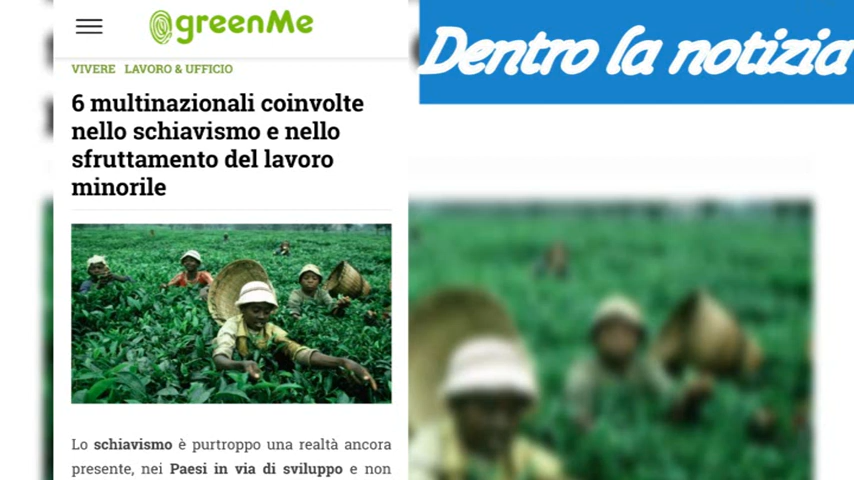 greenMe
Dentro la notizia
VIVERE LAVORO & UFFICIO
6 multinazionali coinvolte
nello schiavismo e nello
sfruttamento del lavoro
minorile
Lo schiavismo è purtroppo una realtà ancora
presente, nei Paesi in via di sviluppo e non